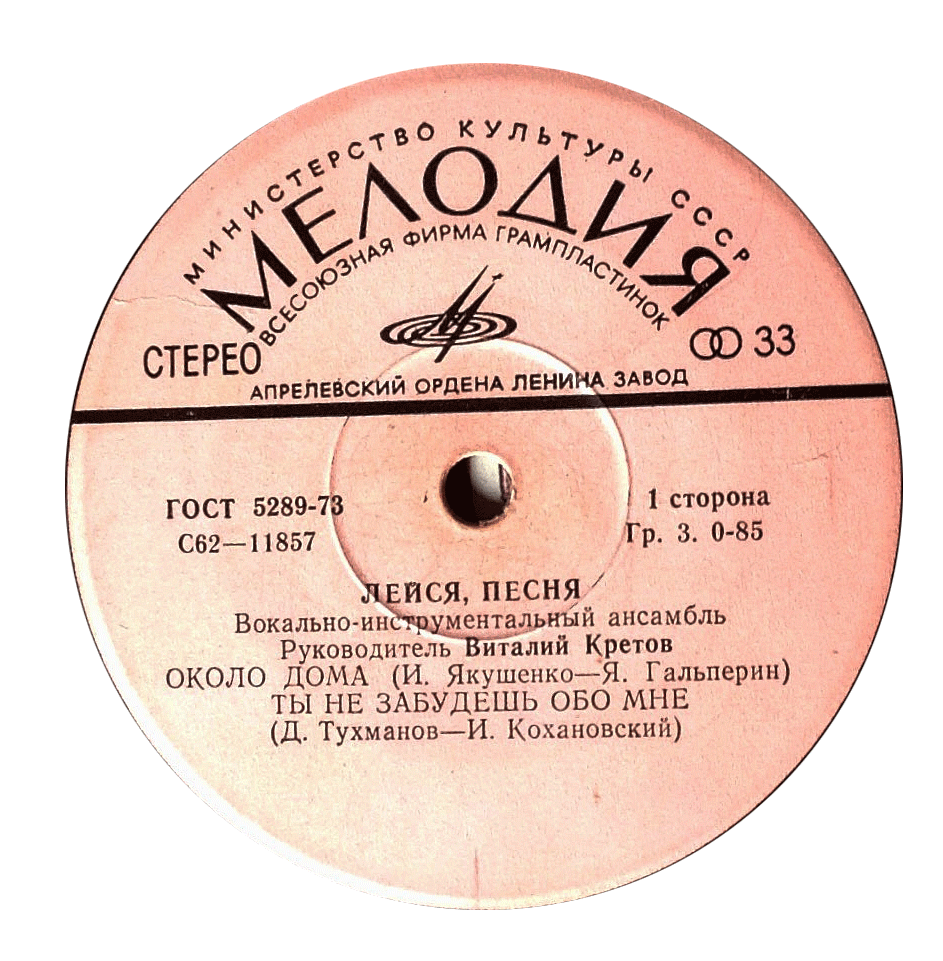 МИНИСТЕРСТВО КУЛЬТУРЫ СССР
МЕЛОДИЯ
ВСЕСОЮЗНАЯ ФИРМА ГРАМПЛАСТИНОК
СТЕРЕО
33
АПРЕЛЕВСКИЙ ОРДЕНА ЛЕНИНА ЗАВОД
ГОСТ 5289-73
1 сторона
С62—11857
Гр. 3. 0-85
ЛЕЙСЯ, ПЕСНЯ
Вокально-инструментальный ансамбль
Руководитель Виталий Кретов
ОКОЛО ДОМА (И. Якушенко—Я. Гальперин)
ТЫ НЕ ЗАБУДЕШЬ ОБО МНЕ
(Д. Тухманов—И. Кохановский)